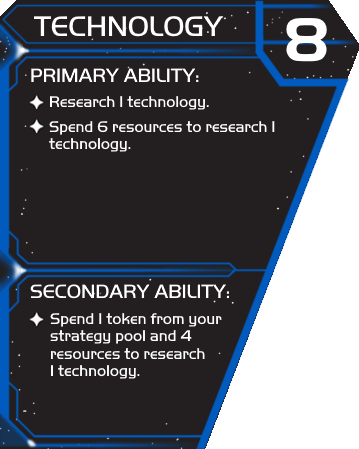 TECHNOLOGY
8
PRIMARY ABILITY:
Research 1 technology.
Spend 6 resources to research 1
technology.
SECONDARY ABILITY:
Spend 1 token from your
strategy pool and 4
resources to research
1 technology.